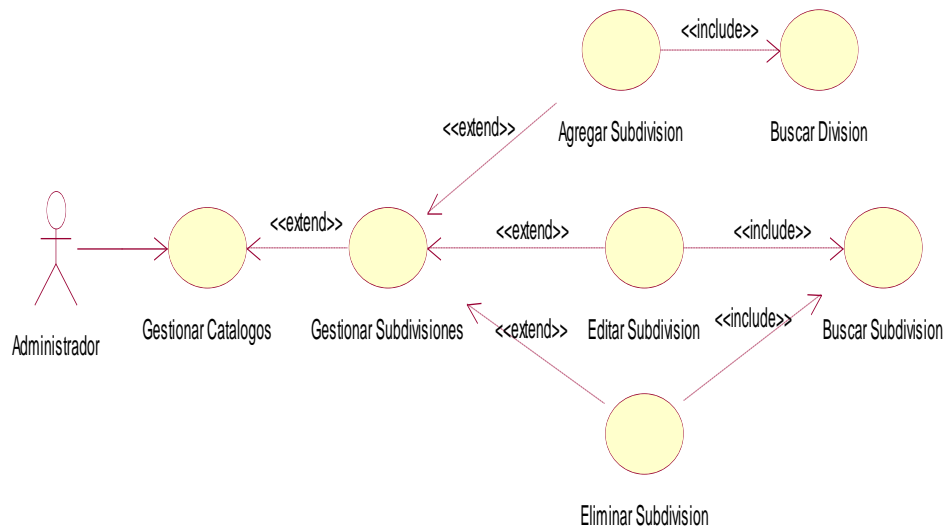 <<include>>
Agregar Subdivision
Buscar Division
<<extend>>
<<extend>>
<<extend>>
<<include>>
Administrador
Gestionar Catalogos
Gestionar Subdivisiones
<<extend>>
Editar Subdivision
<<include>>
Buscar Subdivision
Eliminar Subdivision